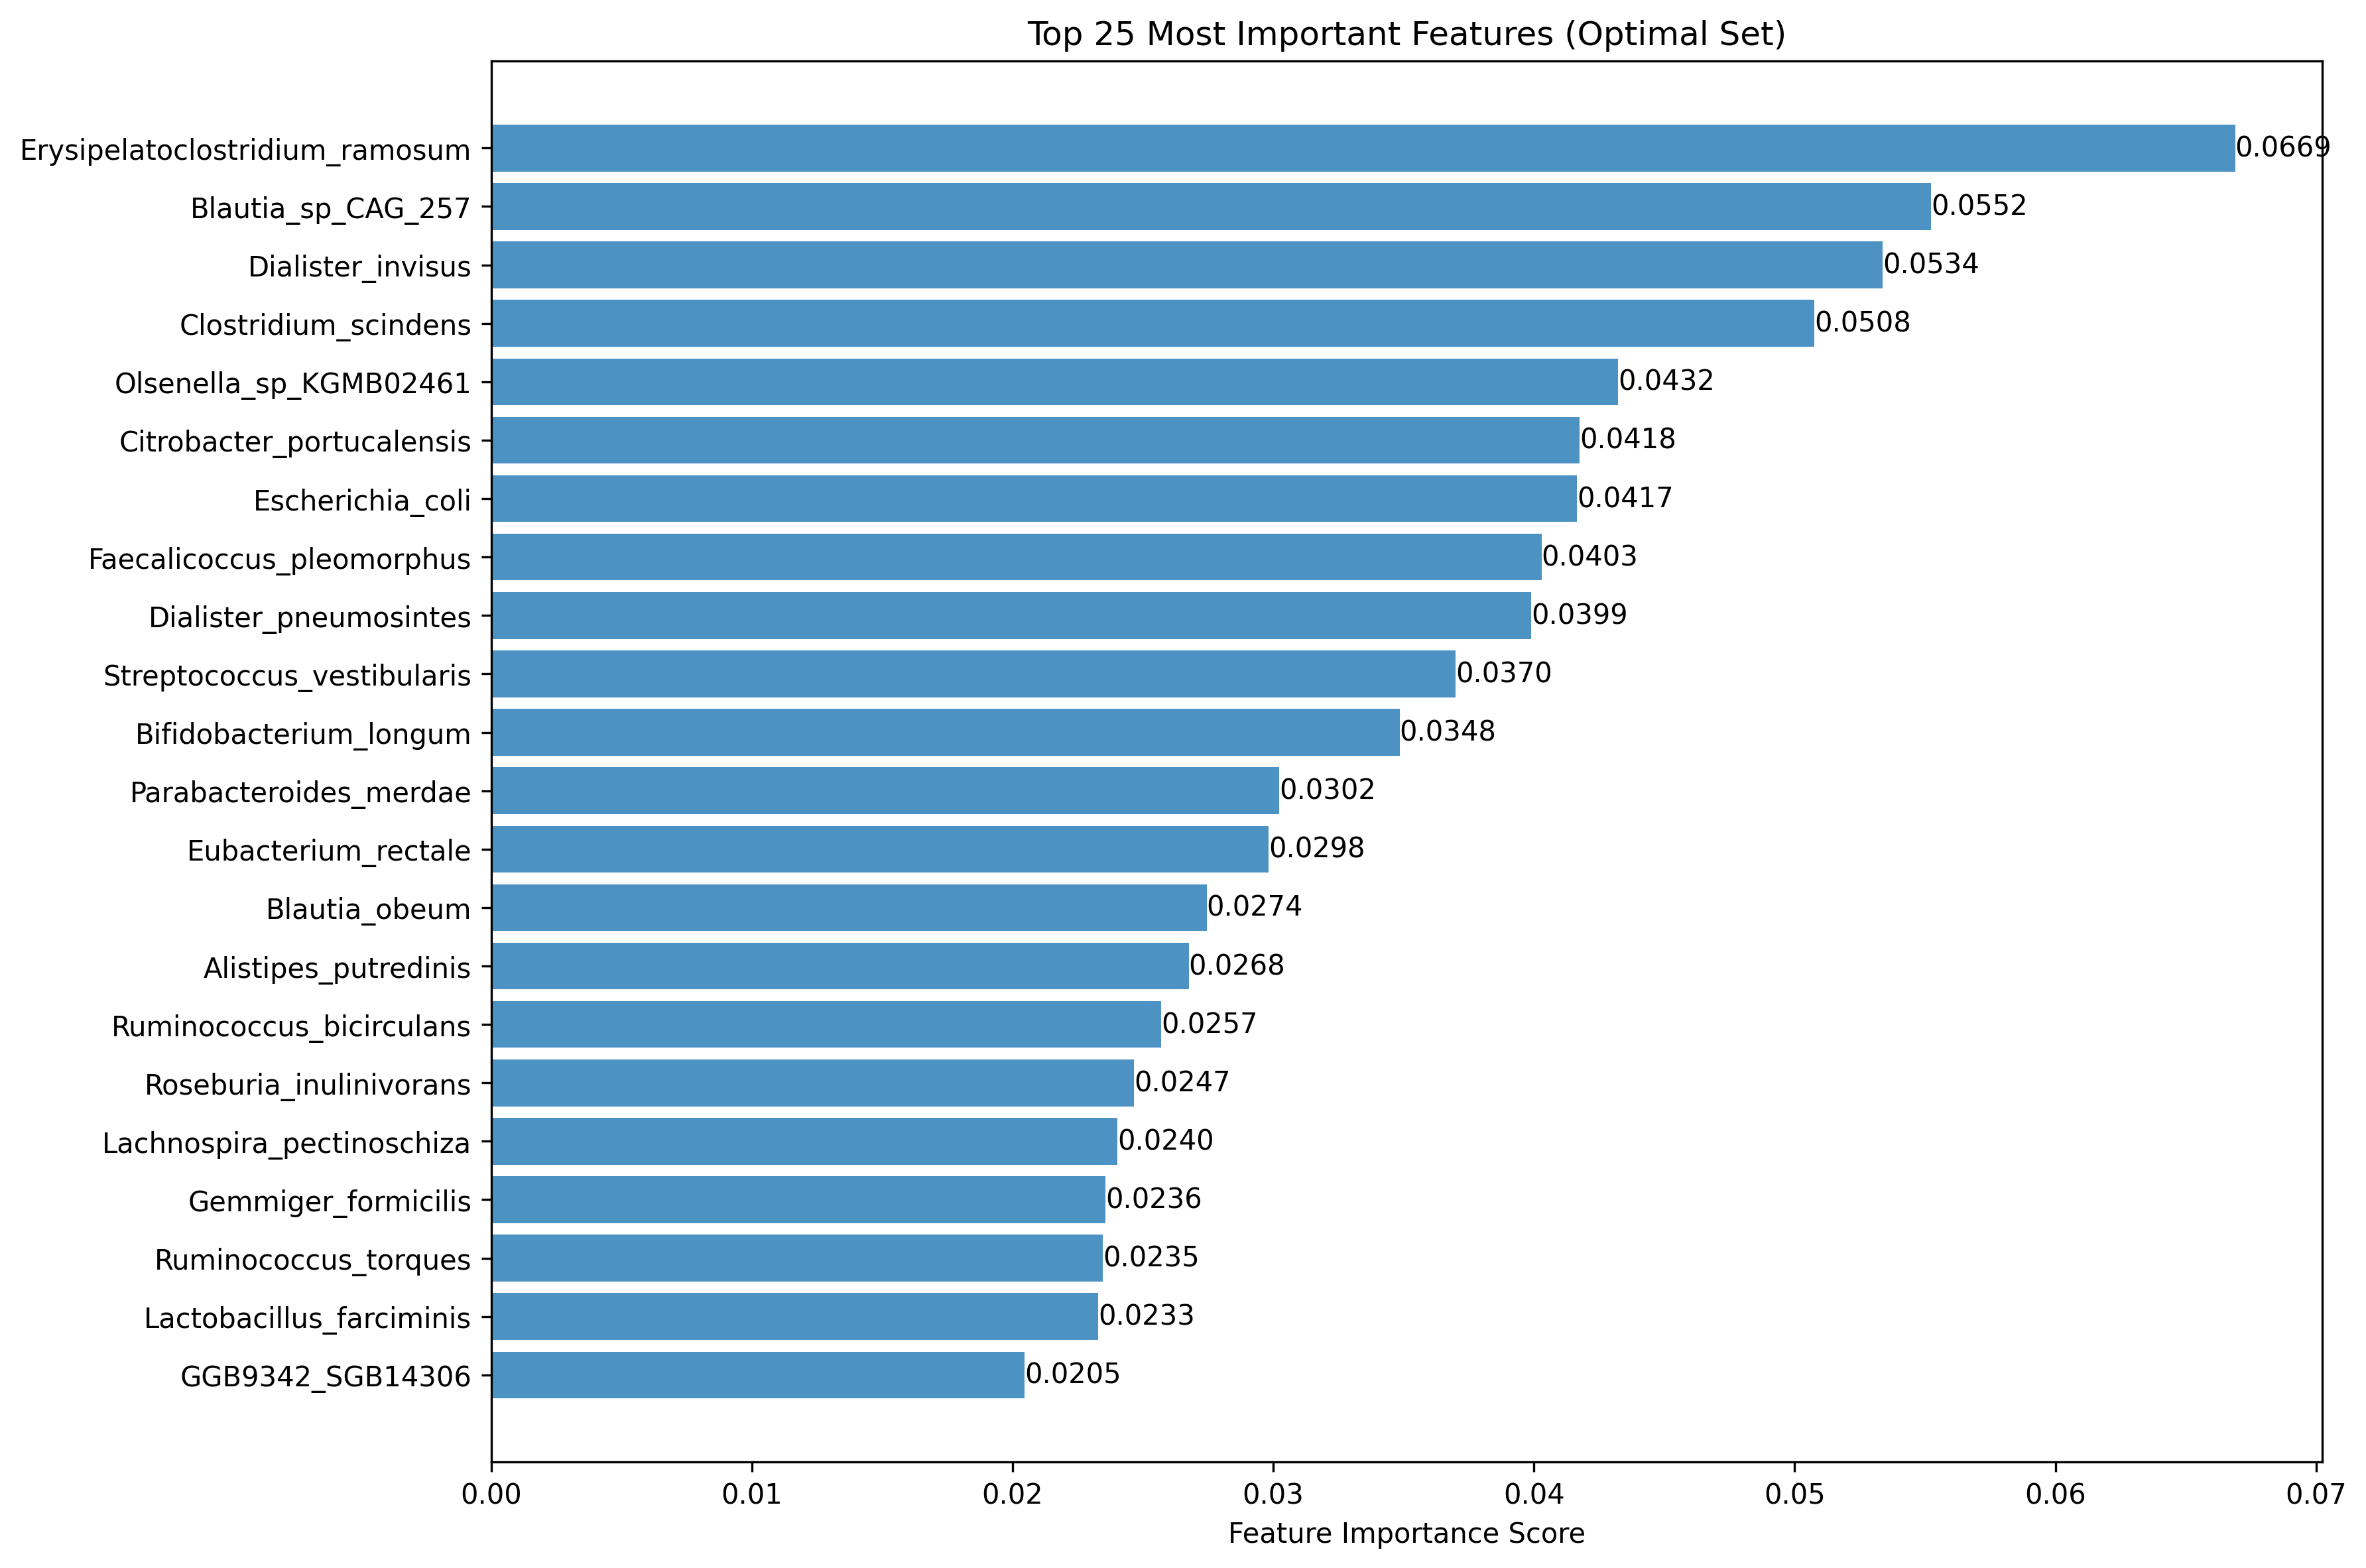 Top 25 Most Important Features (Optimal Set)
Erysipelatoclostridium_ramosum 0.0669
Blautia_sp_CAG_257 0.0552
Dialister_invisus 0.0534
Clostridium_scindens 0.0508
Olsenella_sp_KGMB02461 0.0432
Citrobacter_portucalensis 0.0418
Escherichia_coli 0.0417
Faecalicoccus_pleomorphus 0.0403
Dialister_pneumosintes 0.0399
Streptococcus_vestibularis 0.0370
Bifidobacterium_longum 0.0348
Parabacteroides_merdae 0.0302
Eubacterium_rectale 0.0298
Blautia_obeum 0.0274
Alistipes_putredinis 0.0268
Ruminococcus_bicirculans 0.0257
Roseburia_inulinivorans 0.0247
Lachnospira_pectinoschiza 0.0240
Gemmiger_formicilis 0.0236
Ruminococcus_torques 0.0235
Lactobacillus_farciminis 0.0233
GGB9342_SGB14306 0.0205
0.00 0.01 0.02 0.03 0.04 0.05 0.06 0.07
Feature Importance Score